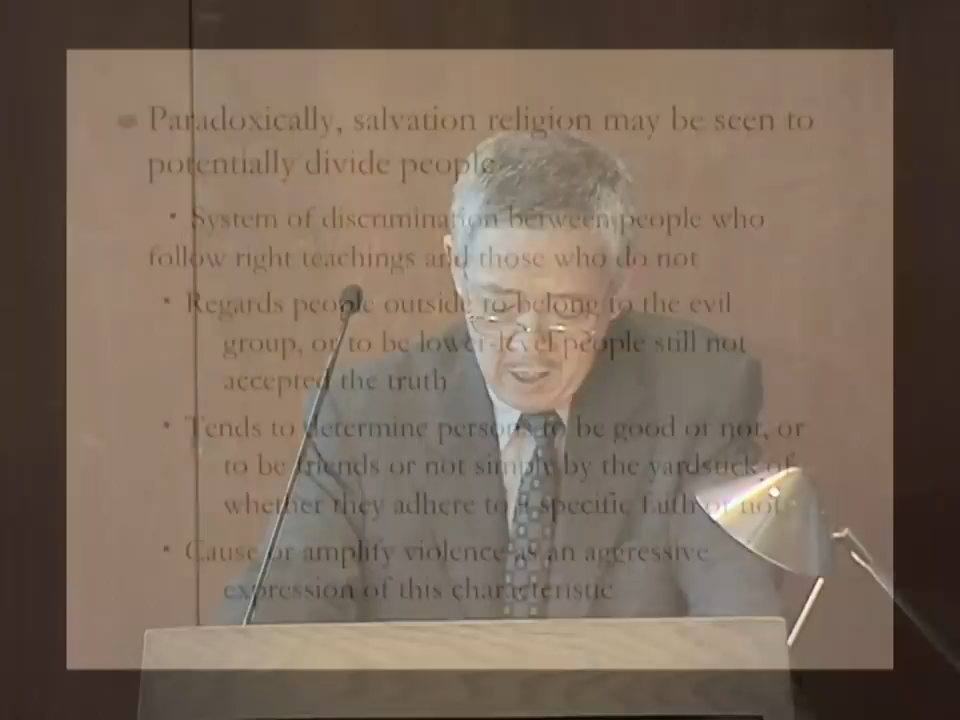 Paradoxically, salvation religion may be seen to
potentially divide people
• System of discrimination between people who
follow right teachings and those who do not
• Regards people outside to belong to the evil
group, or to be lower-level people still not
accepted the truth
• Tends to determine persons to be good or not, or
to be friends or not simply by the yardstick of
whether they adhere to a specific faith or not
• Cause or amplify violence as an aggressive
expression of this characteristic